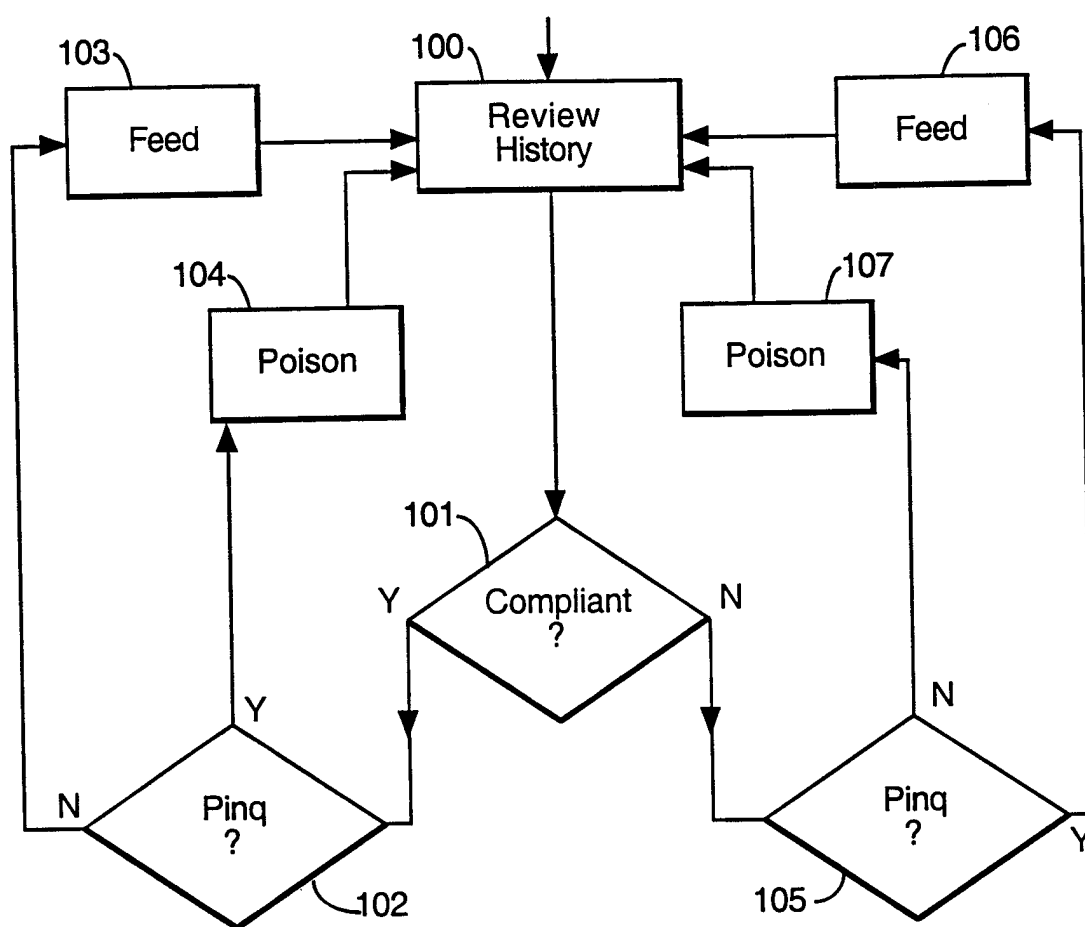 103
100
106
Feed
Review
History
Feed
104
107
Poison
Poison
101
Y
Compliant
?
N
Y
N
N
Pinq
?
Pinq
?
Y
102
105